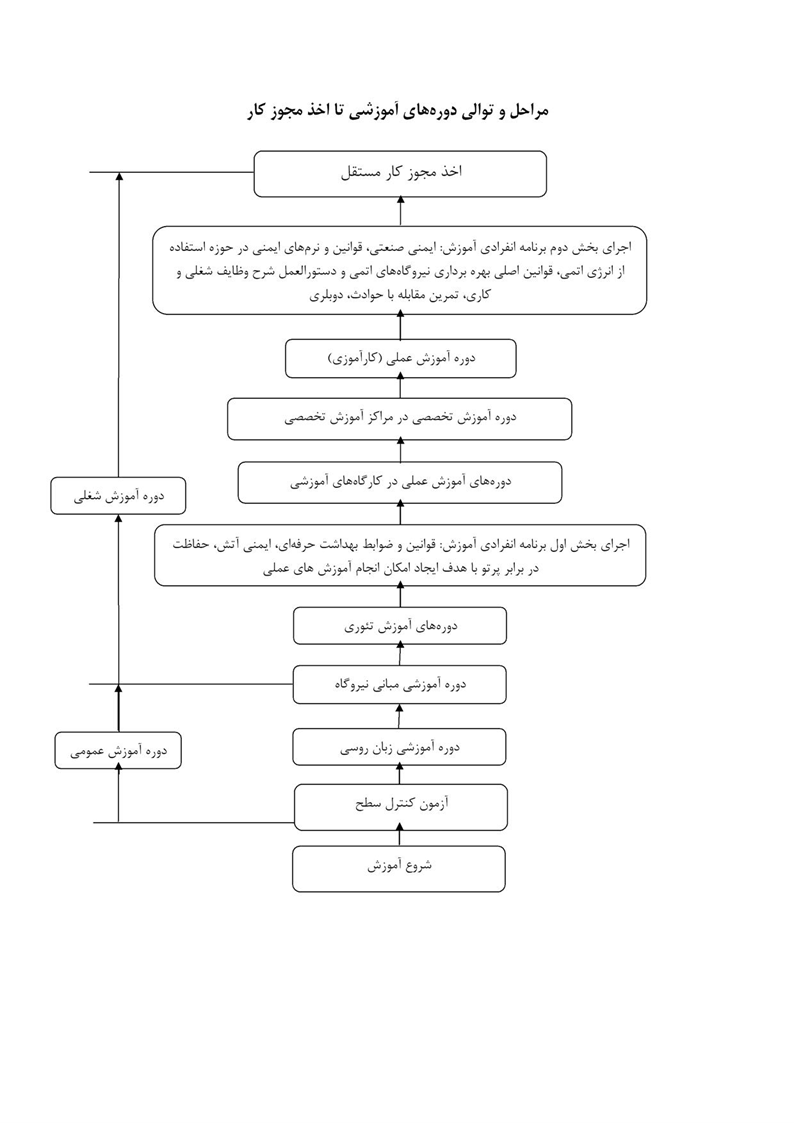 مراحل و توالی دوره‌های آموزشی تا اخذ مجوز کار
اخذ مجوز کار مستقل
اجرای بخش دوم برنامه انفرادی آموزش: ایمنی صنعتی، قوانین و نرم‌های ایمنی در حوزه استفاده
از انرژی اتمی، قوانین اصلی بهره برداری نیروگاه‌های اتمی و دستورالعمل شرح وظایف شغلی و
کاری، تمرین مقابله با حوادث، دوبلری
دوره آموزش عملی (کارآموزی)
دوره آموزش تخصصی در مراکز آموزش تخصصی
دوره‌های آموزش عملی در کارگاه‌های آموزشی
دوره آموزش شغلی
اجرای بخش اول برنامه انفرادی آموزش: قوانین و ضوابط بهداشت حرفه‌ای، ایمنی آتش، حفاظت
در برابر پرتو با هدف ایجاد امکان انجام آموزش های عملی
دوره‌های آموزش تئوری
دوره آموزشی مبانی نیروگاه
دوره آموزشی زبان روسی
دوره آموزش عمومی
آزمون کنترل سطح
شروع آموزش